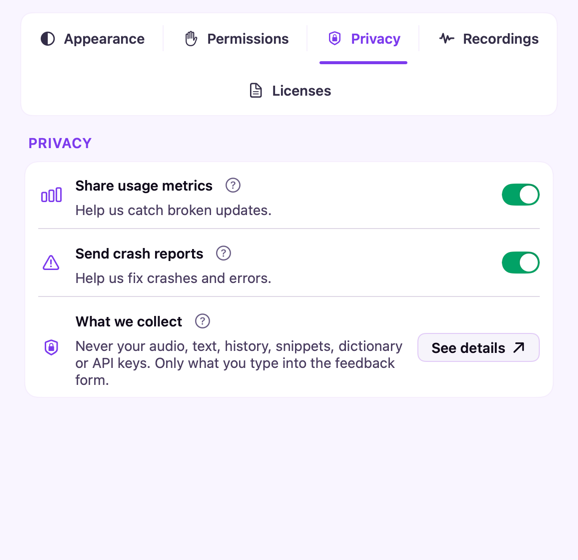 Appearance
Permissions
Privacy
Recordings
Licenses
PRIVACY
Share usage metrics ?
Help us catch broken updates.
Send crash reports ?
Help us fix crashes and errors.
What we collect ?
Never your audio, text, history, snippets, dictionary
or API keys. Only what you type into the feedback
form.
See details